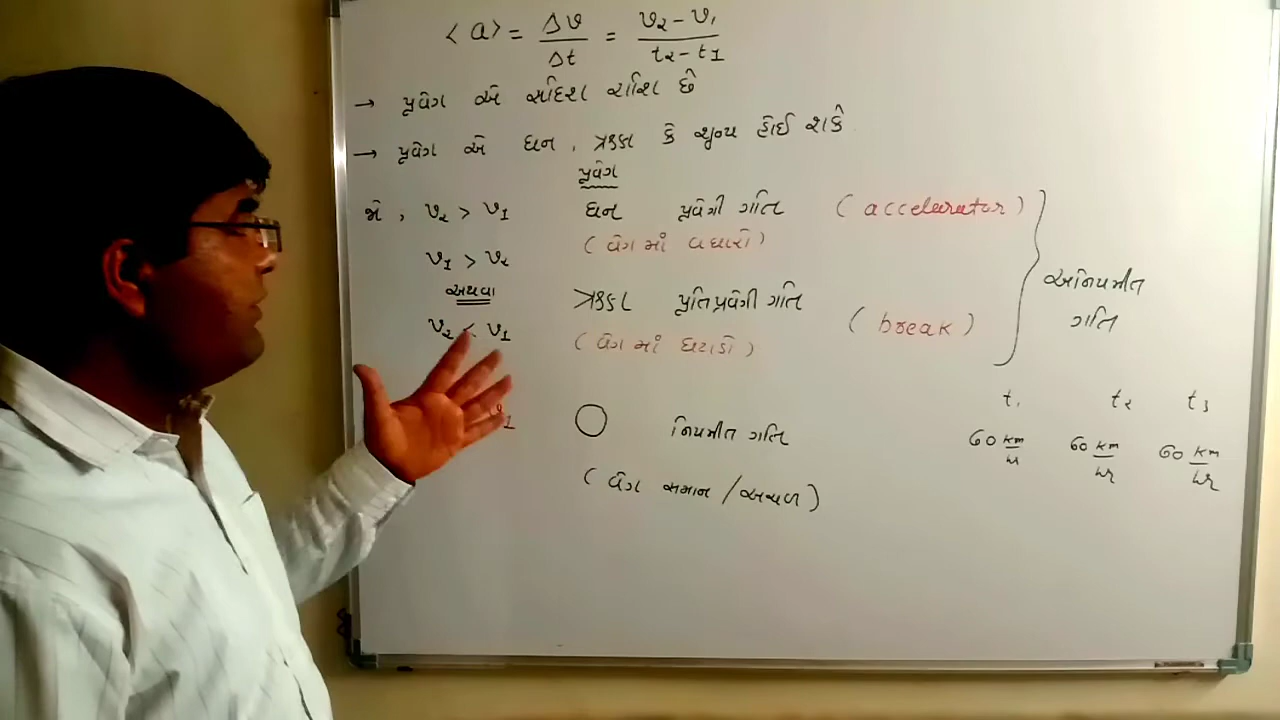 <a> = Δv/Δt = v₂ - v₁/t₂ - t₁
→ પ્રવેગ એ સદિશ રાશિ છે
→ પ્રવેગ એ ધન, ઋણ કે શૂન્ય હોઈ શકે
પ્રવેગ
જો, v₂ > v₁ ધન પ્રવેગી ગતિ (accelerator)
(વેગ માં વધારો)
v₁ > v₂
અથવા ઋણ પ્રતિપ્રવેગી ગતિ
v₂ < v₁ (break)
(વેગ માં ઘટાડો)
અનિયમીત
ગતિ
t₁ t₂ t₃
60 km/hr 60 km/hr 60 km/hr
₁ O નિયમીત ગતિ
(વેગ સમાન/અચળ)